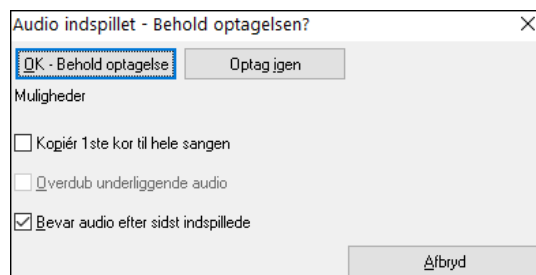 Audio indspillet - Behold optagelsen?
OK - Behold optagelse
Optag igen
Muligheder
Kopiér 1ste kor til hele sangen
Overdub underliggende audio
Bevar audio efter sidst indspillede
Afbryd